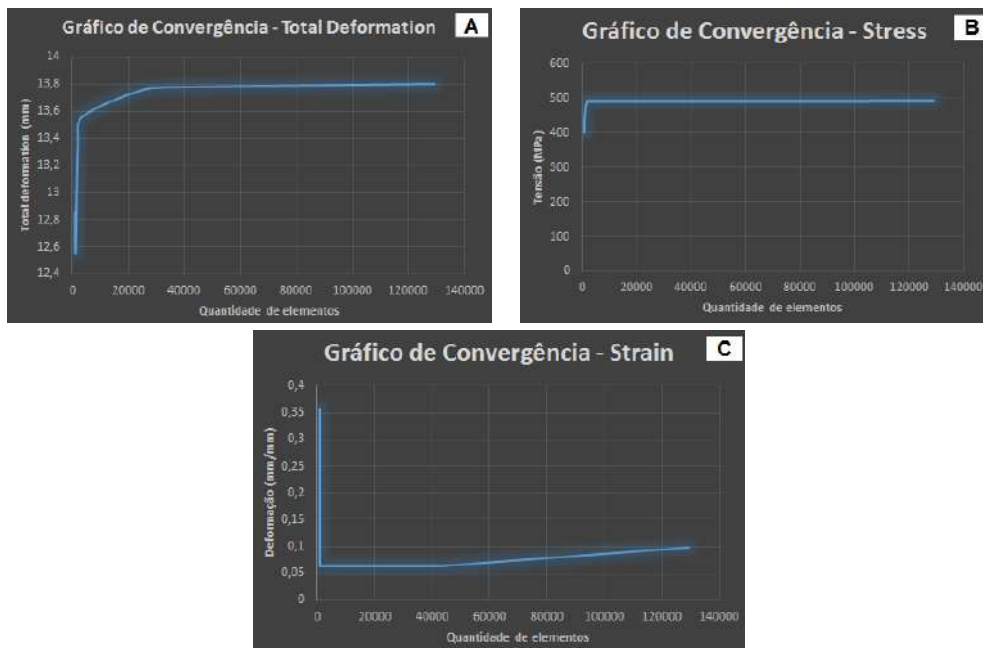 Gráfico de Convergência - Total Deformation
A
Total deformation (mm)
14
13,8
13,6
13,4
13,2
13
12,8
12,6
12,4
0 20000 40000 60000 80000 100000 120000 140000
Quantidade de elementos
Gráfico de Convergência - Stress
B
Tensão (MPa)
600
500
400
300
200
100
0
0 20000 40000 60000 80000 100000 120000 140000
Quantidade de elementos
Gráfico de Convergência - Strain
C
Deformação (mm/mm)
0,4
0,35
0,3
0,25
0,2
0,15
0,1
0,05
0
0 20000 40000 60000 80000 100000 120000 140000
Quantidade de elementos